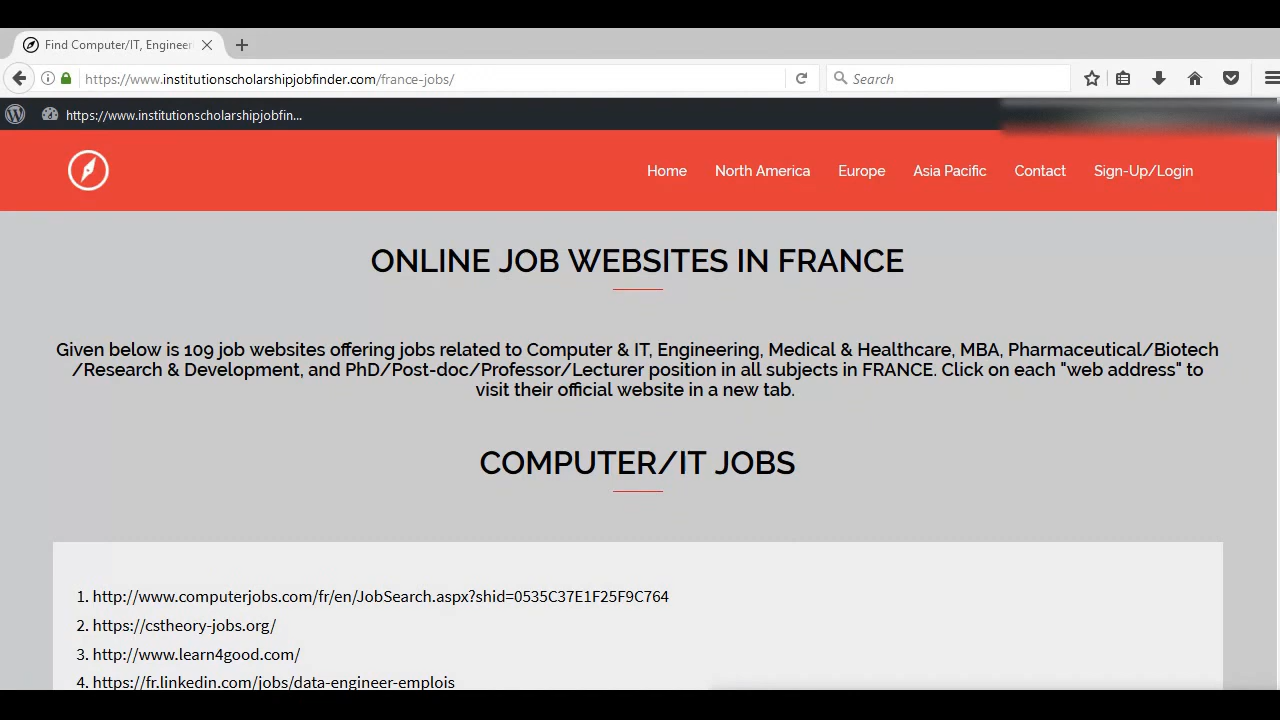 Find Computer/IT, Engineer
https://www.institutionscholarshipjobfinder.com/france-jobs/
Search
https://www.institutionscholarshipjobfin...
Home North America Europe Asia Pacific Contact Sign-Up/Login
ONLINE JOB WEBSITES IN FRANCE
Given below is 109 job websites offering jobs related to Computer & IT, Engineering, Medical & Healthcare, MBA, Pharmaceutical/Biotech
/Research & Development, and PhD/Post-doc/Professor/Lecturer position in all subjects in FRANCE. Click on each "web address" to
visit their official website in a new tab.
COMPUTER/IT JOBS
1. http://www.computerjobs.com/fr/en/JobSearch.aspx?shid=0535C37E1F25F9C764
2. https://cstheory-jobs.org/
3. http://www.learn4good.com/
4. https://fr.linkedin.com/jobs/data-engineer-emplois